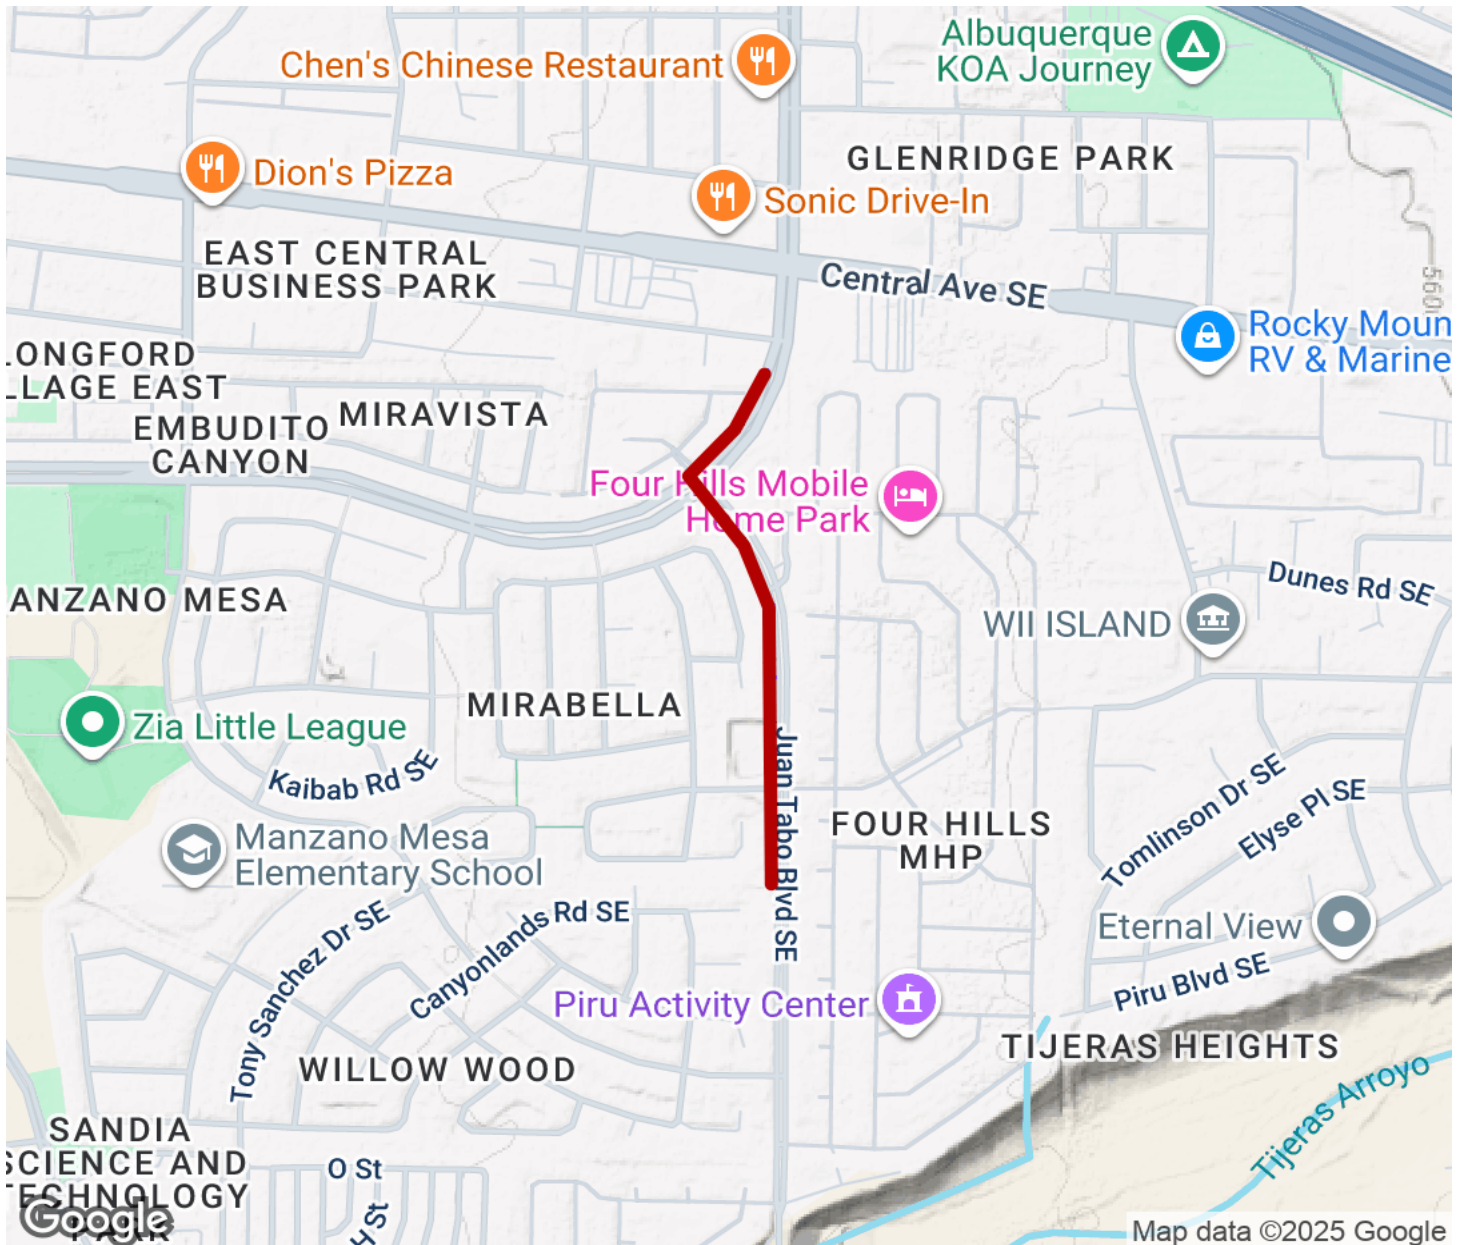 Albuquerque
KOA Journey
Chen's Chinese Restaurant
GLENRIDGE PARK
Dion's Pizza
Sonic Drive-In
EAST CENTRAL
BUSINESS PARK
Central Ave SE
560
Rocky Moun
RV & Marine
LONGFORD
LLAGE EAST
MIRAVISTA
EMBUDITO
CANYON
Four Hills Mobile
Home Park
Dunes Rd SE
ANZANO MESA
WII ISLAND
MIRABELLA
Zia Little League
Kaibab Rd SE
Juan Tabo Blvd SE
Tomlinson Dr SE
Elyse Pl SE
FOUR HILLS
MHP
Manzano Mesa
Elementary School
Tony Sanchez Dr SE
Canyonlands Rd SE
Eternal View
Piru Blvd SE
Piru Activity Center
TIJERAS HEIGHTS
WILLOW WOOD
Tijeras Arroyo
SANDIA
SCIENCE AND
TECHNOLOGY
PARK
O St
H St
Google
Map data ©2025 Google